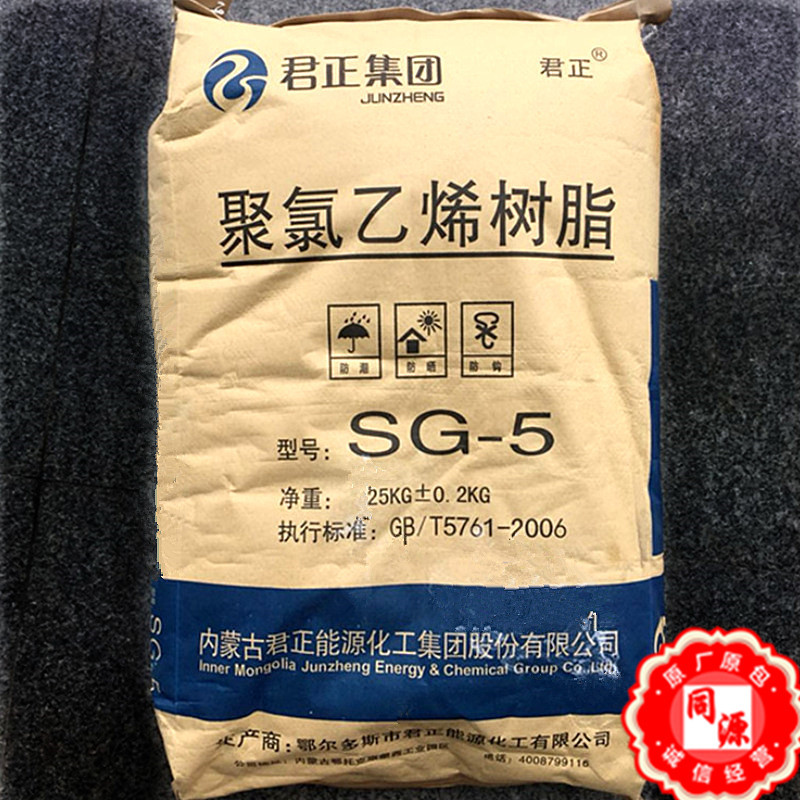 君正集团
JUNZHENG
君正®
聚氯乙烯树脂
防潮
防晒
防钩
型号: SG-5
净重: 25KG±0.2KG
执行标准: GB/T5761-2006
内蒙古君正能源化工集团股份有限公司
Inner Mongolia Junzheng Energy & Chemical Group Co.,Ltd.
生产商: 鄂尔多斯市君正能源化工有限公司
电话: 4008799116
SG-5
原厂原包
同源
诚信经营